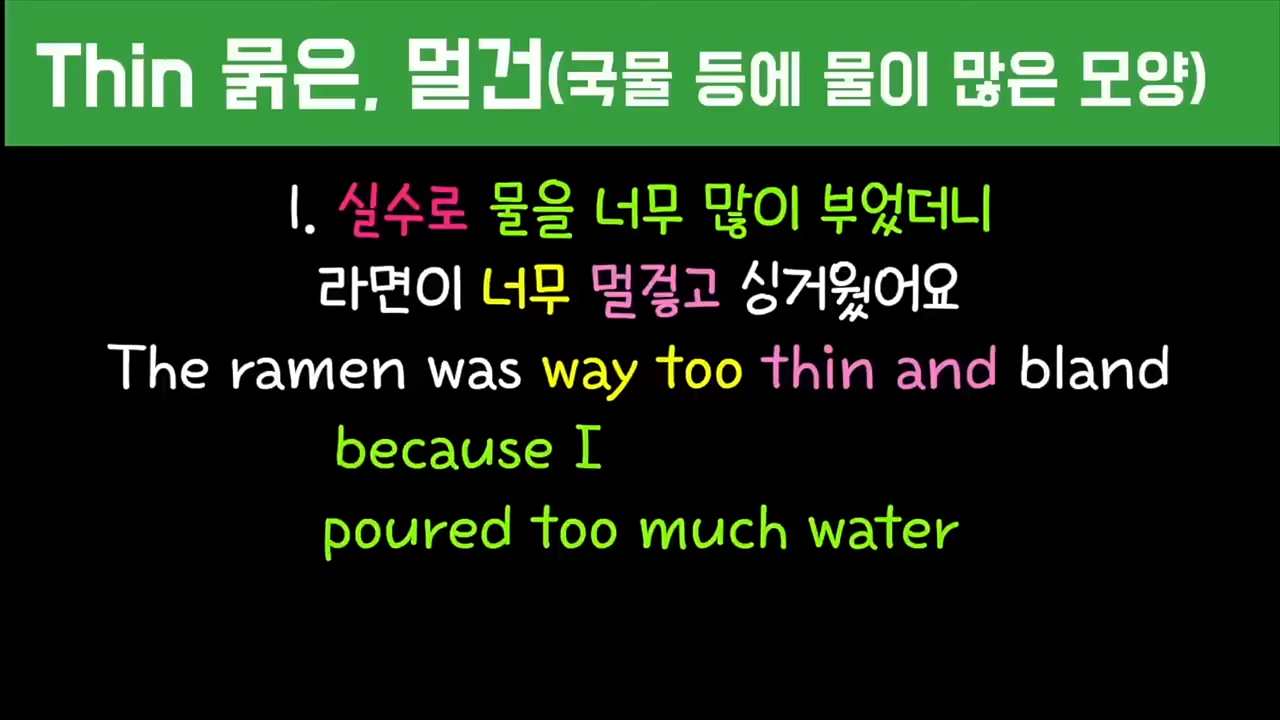 Thin 묽은, 멀건(국물 등에 물이 많은 모양)
1. 실수로 물을 너무 많이 부었더니
라면이 너무 멀겋고 싱거웠어요
The ramen was way too thin and bland
because I
poured too much water